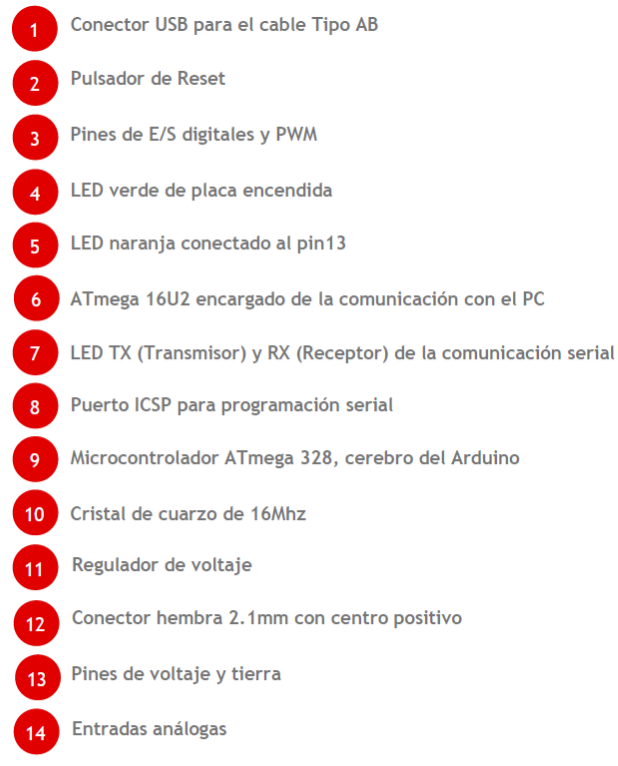 1 Conector USB para el cable Tipo AB
2 Pulsador de Reset
3 Pines de E/S digitales y PWM
4 LED verde de placa encendida
5 LED naranja conectado al pin13
6 ATmega 16U2 encargado de la comunicación con el PC
7 LED TX (Transmisor) y RX (Receptor) de la comunicación serial
8 Puerto ICSP para programación serial
9 Microcontrolador ATmega 328, cerebro del Arduino
10 Cristal de cuarzo de 16Mhz
11 Regulador de voltaje
12 Conector hembra 2.1mm con centro positivo
13 Pines de voltaje y tierra
14 Entradas análogas